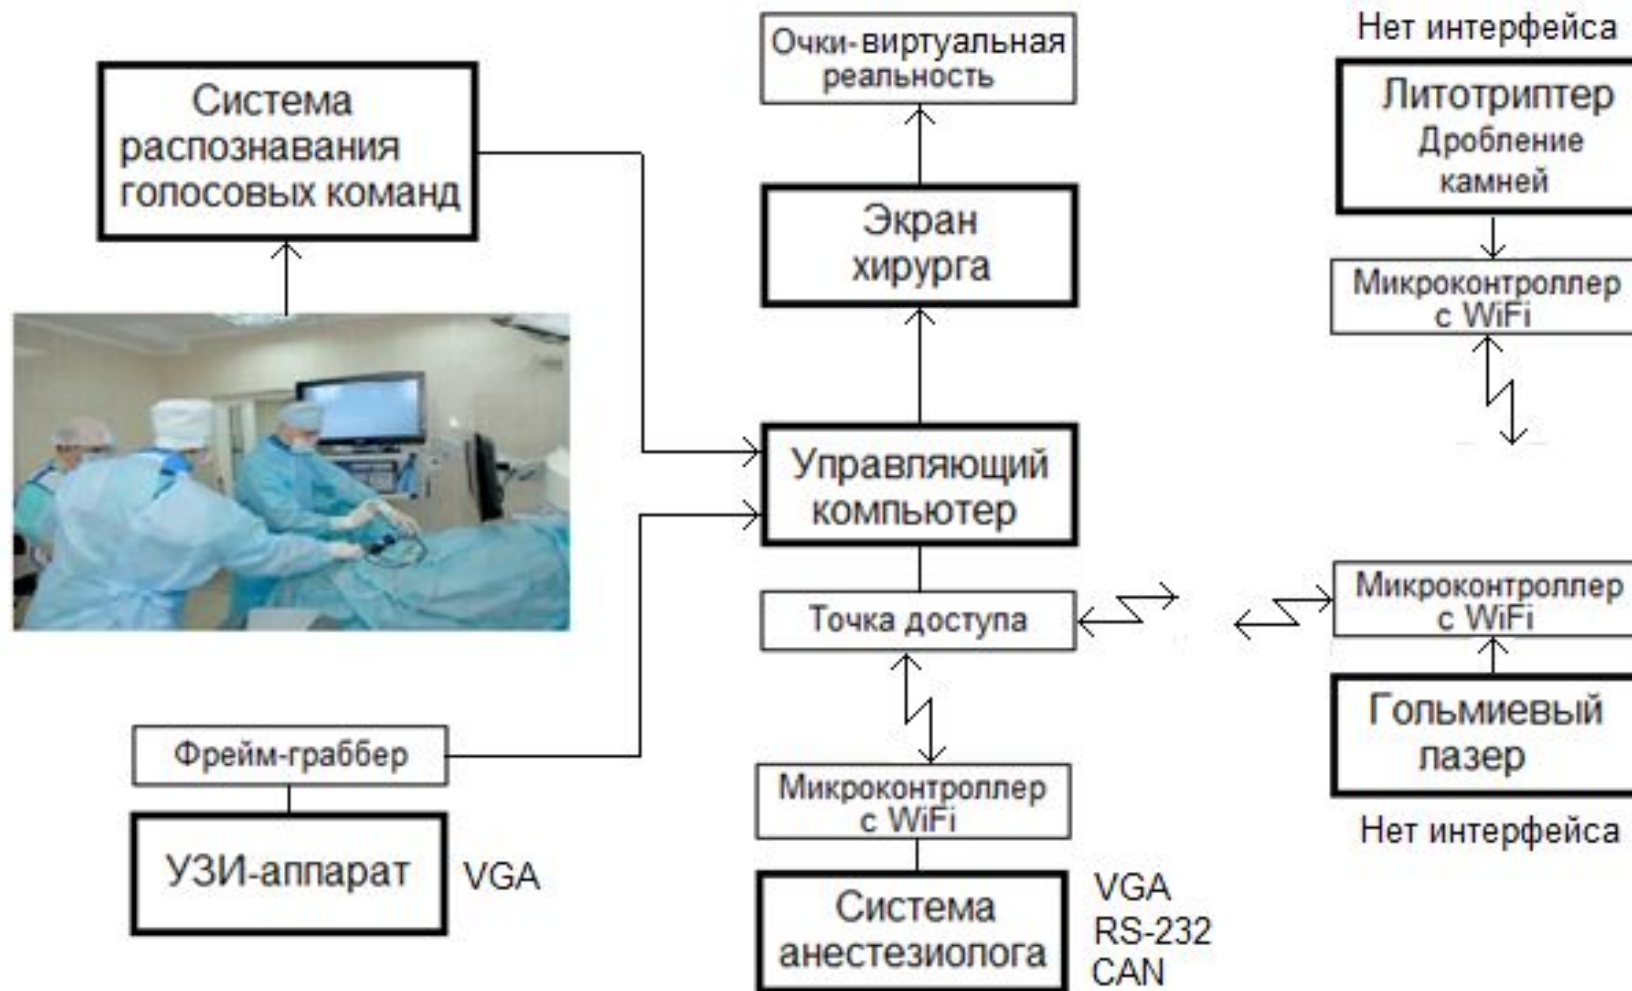 Система
распознавания
голосовых команд
Очки-виртуальная
реальность
Экран
хирурга
Управляющий
компьютер
Точка доступа
Фрейм-граббер
УЗИ-аппарат
VGA
Микроконтроллер
с WiFi
Система
анестезиолога
VGA
RS-232
CAN
Нет интерфейса
Литотриптер
Дробление
камней
Микроконтроллер
с WiFi
Микроконтроллер
с WiFi
Гольмиевый
лазер
Нет интерфейса